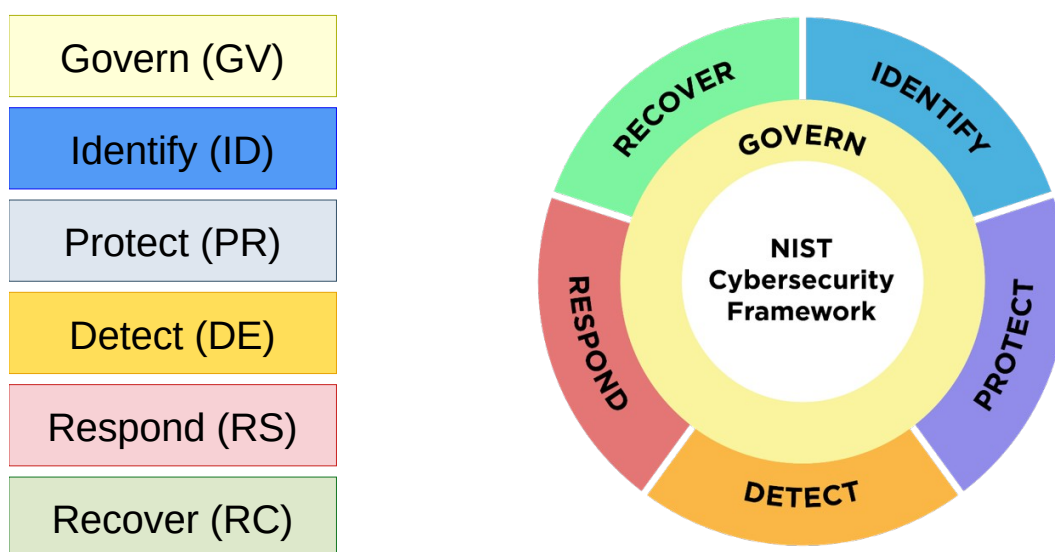 Govern (GV)
Identify (ID)
Protect (PR)
Detect (DE)
Respond (RS)
Recover (RC)
RECOVER
IDENTIFY
GOVERN
NIST
Cybersecurity
Framework
RESPOND
PROTECT
DETECT